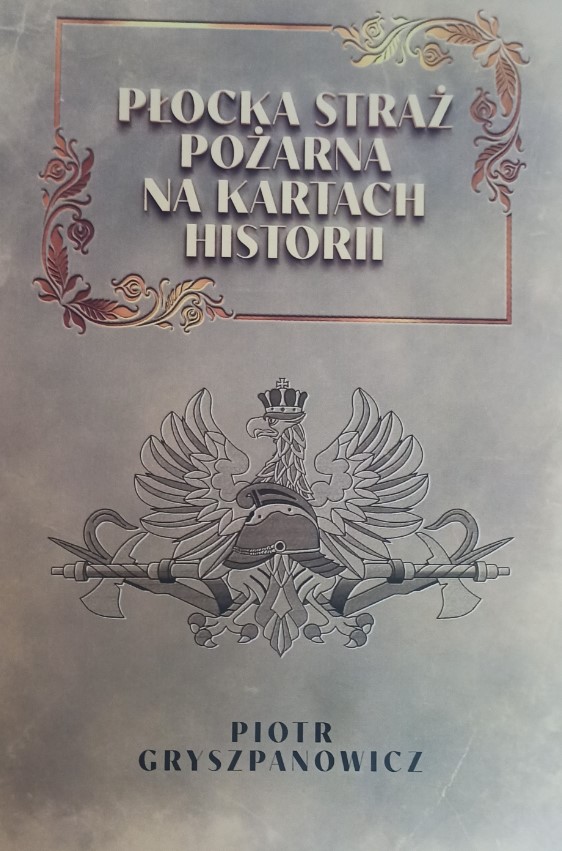 PŁOCKA STRAŻ
POŻARNA
NA KARTACH
HISTORII
PIOTR
GRYSZPANOWICZ